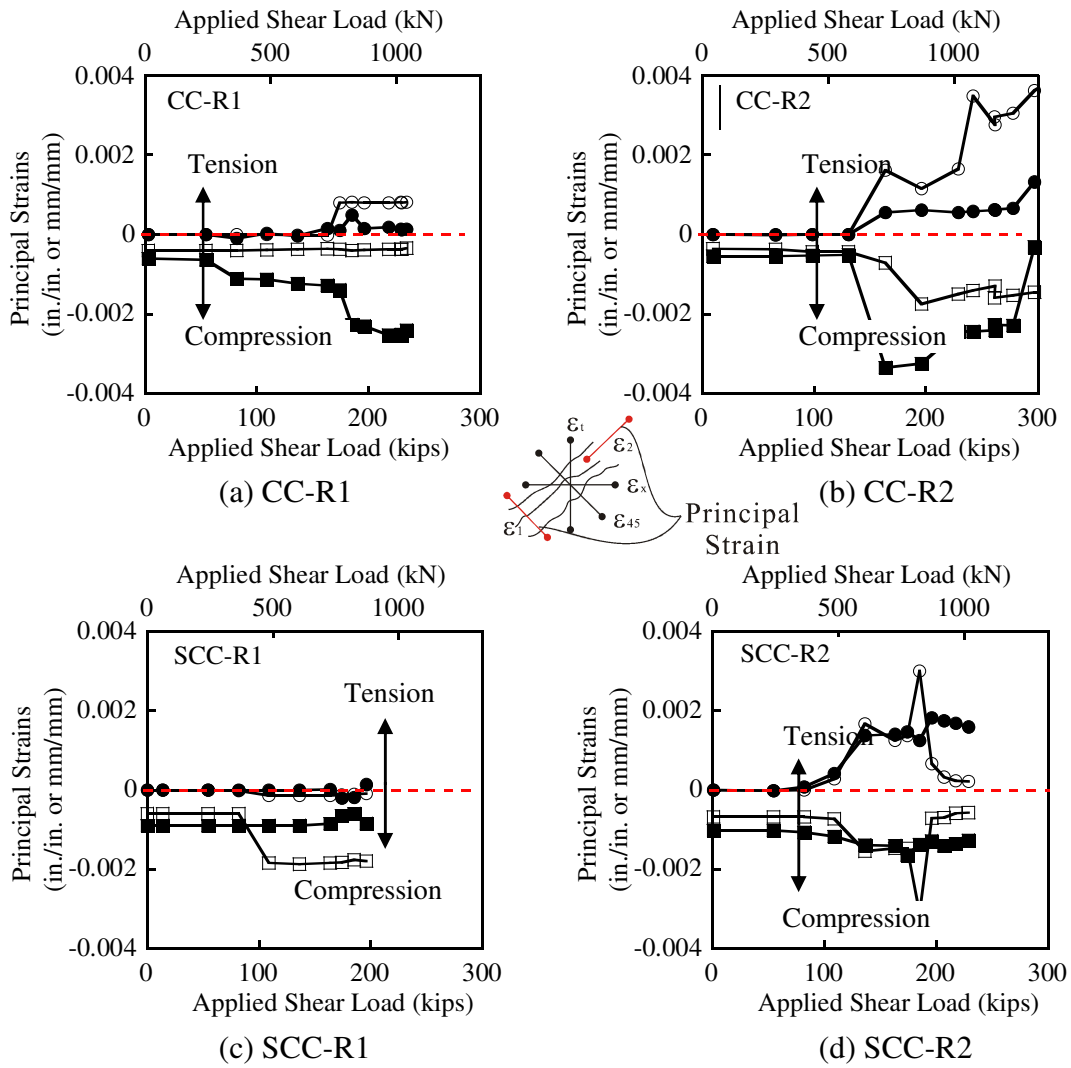 Applied Shear Load (kN)
0 500 1000
0.004
0.002
0
-0.002
-0.004
Principal Strains
(in./in. or mm/mm)
CC-R1
Tension
Compression
0 100 200 300
Applied Shear Load (kips)
(a) CC-R1
Applied Shear Load (kN)
0 500 1000
0.004
0.002
0
-0.002
-0.004
Principal Strains
(in./in. or mm/mm)
CC-R2
Tension
Compression
0 100 200 300
Applied Shear Load (kips)
(b) CC-R2
εt
ε2
εx
ε45
ε1
Principal
Strain
Applied Shear Load (kN)
0 500 1000
0.004
0.002
0
-0.002
-0.004
Principal Strains
(in./in. or mm/mm)
SCC-R1
Tension
Compression
0 100 200 300
Applied Shear Load (kips)
(c) SCC-R1
Applied Shear Load (kN)
0 500 1000
0.004
0.002
0
-0.002
-0.004
Principal Strains
(in./in. or mm/mm)
SCC-R2
Tension
Compression
0 100 200 300
Applied Shear Load (kips)
(d) SCC-R2